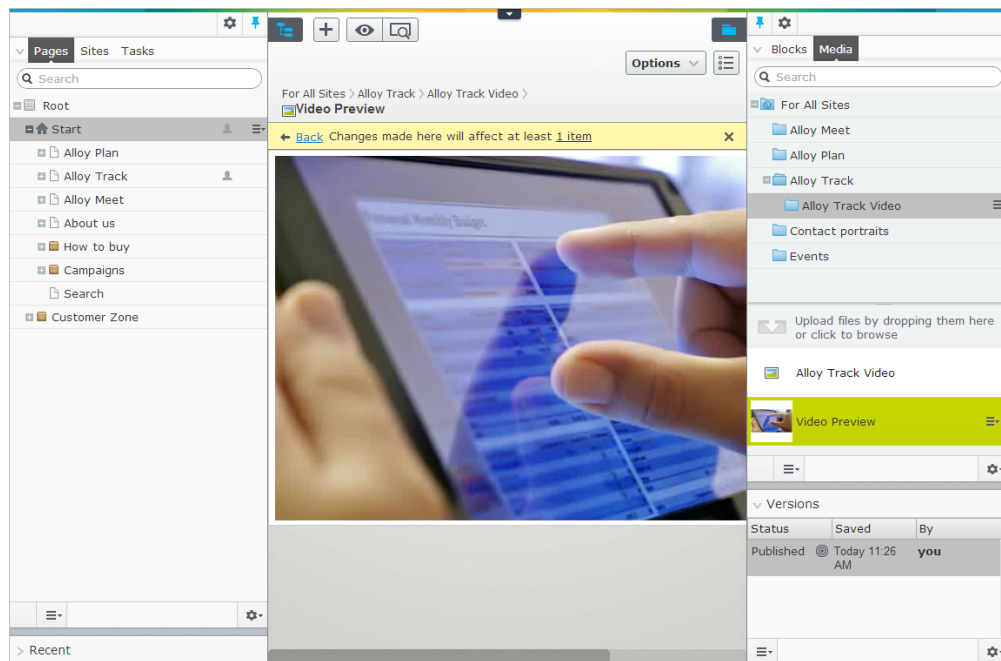 Pages Sites Tasks
Search
Root
Start
Alloy Plan
Alloy Track
Alloy Meet
About us
How to buy
Campaigns
Search
Customer Zone
Recent
Options
For All Sites > Alloy Track > Alloy Track Video >
Video Preview
Back Changes made here will affect at least 1 item
Personal Monthly Budget
Blocks Media
Search
For All Sites
Alloy Meet
Alloy Plan
Alloy Track
Alloy Track Video
Contact portraits
Events
Upload files by dropping them here
or click to browse
Alloy Track Video
Video Preview
Versions
Status Saved By
Published Today 11:26 you
AM